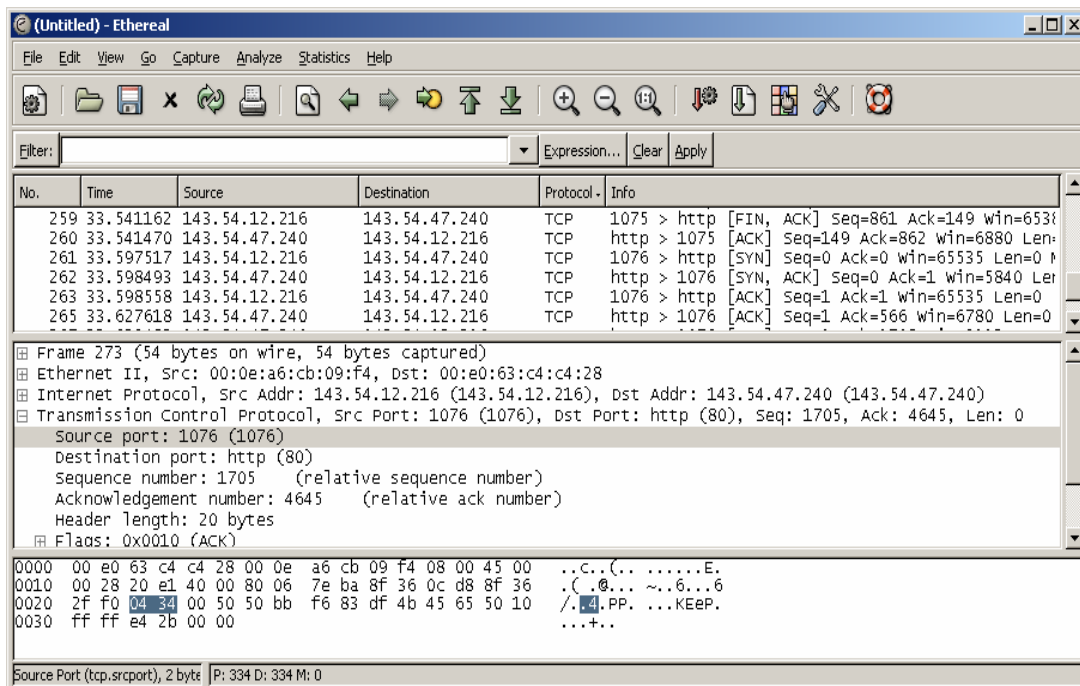 (Untitled) - Ethereal
File Edit View Go Capture Analyze Statistics Help
Filter: Expression... Clear Apply
No. Time Source Destination Protocol Info
259 33.541162 143.54.12.216 143.54.47.240 TCP 1075 > http [FIN, ACK] Seq=861 Ack=149 Win=6538
260 33.541470 143.54.47.240 143.54.12.216 TCP http > 1075 [ACK] Seq=149 Ack=862 Win=6880 Len=
261 33.597517 143.54.12.216 143.54.47.240 TCP 1076 > http [SYN] Seq=0 Ack=0 Win=65535 Len=0 M
262 33.598493 143.54.47.240 143.54.12.216 TCP http > 1076 [SYN, ACK] Seq=0 Ack=1 Win=5840 Ler
263 33.598558 143.54.12.216 143.54.47.240 TCP 1076 > http [ACK] Seq=1 Ack=1 Win=65535 Len=0
265 33.627618 143.54.47.240 143.54.12.216 TCP http > 1076 [ACK] Seq=1 Ack=566 Win=6780 Len=0
Frame 273 (54 bytes on wire, 54 bytes captured)
Ethernet II, Src: 00:0e:a6:cb:09:f4, Dst: 00:e0:63:c4:c4:28
Internet Protocol, Src Addr: 143.54.12.216 (143.54.12.216), Dst Addr: 143.54.47.240 (143.54.47.240)
Transmission Control Protocol, Src Port: 1076 (1076), Dst Port: http (80), Seq: 1705, Ack: 4645, Len: 0
Source port: 1076 (1076)
Destination port: http (80)
Sequence number: 1705 (relative sequence number)
Acknowledgement number: 4645 (relative ack number)
Header length: 20 bytes
Flags: 0x0010 (ACK)
0000 00 e0 63 c4 c4 28 00 0e a6 cb 09 f4 08 00 45 00 ..c..(.. ......E.
0010 00 28 20 e1 40 00 80 06 7e ba 8f 36 0c d8 8f 36 .( .@... ~..6...6
0020 2f f0 04 34 00 50 50 bb f6 83 df 4b 45 65 50 10 /..4.PP. ...KEeP.
0030 ff ff e4 2b 00 00 ...+..
Source Port (tcp.srcport), 2 byte P: 334 D: 334 M: 0